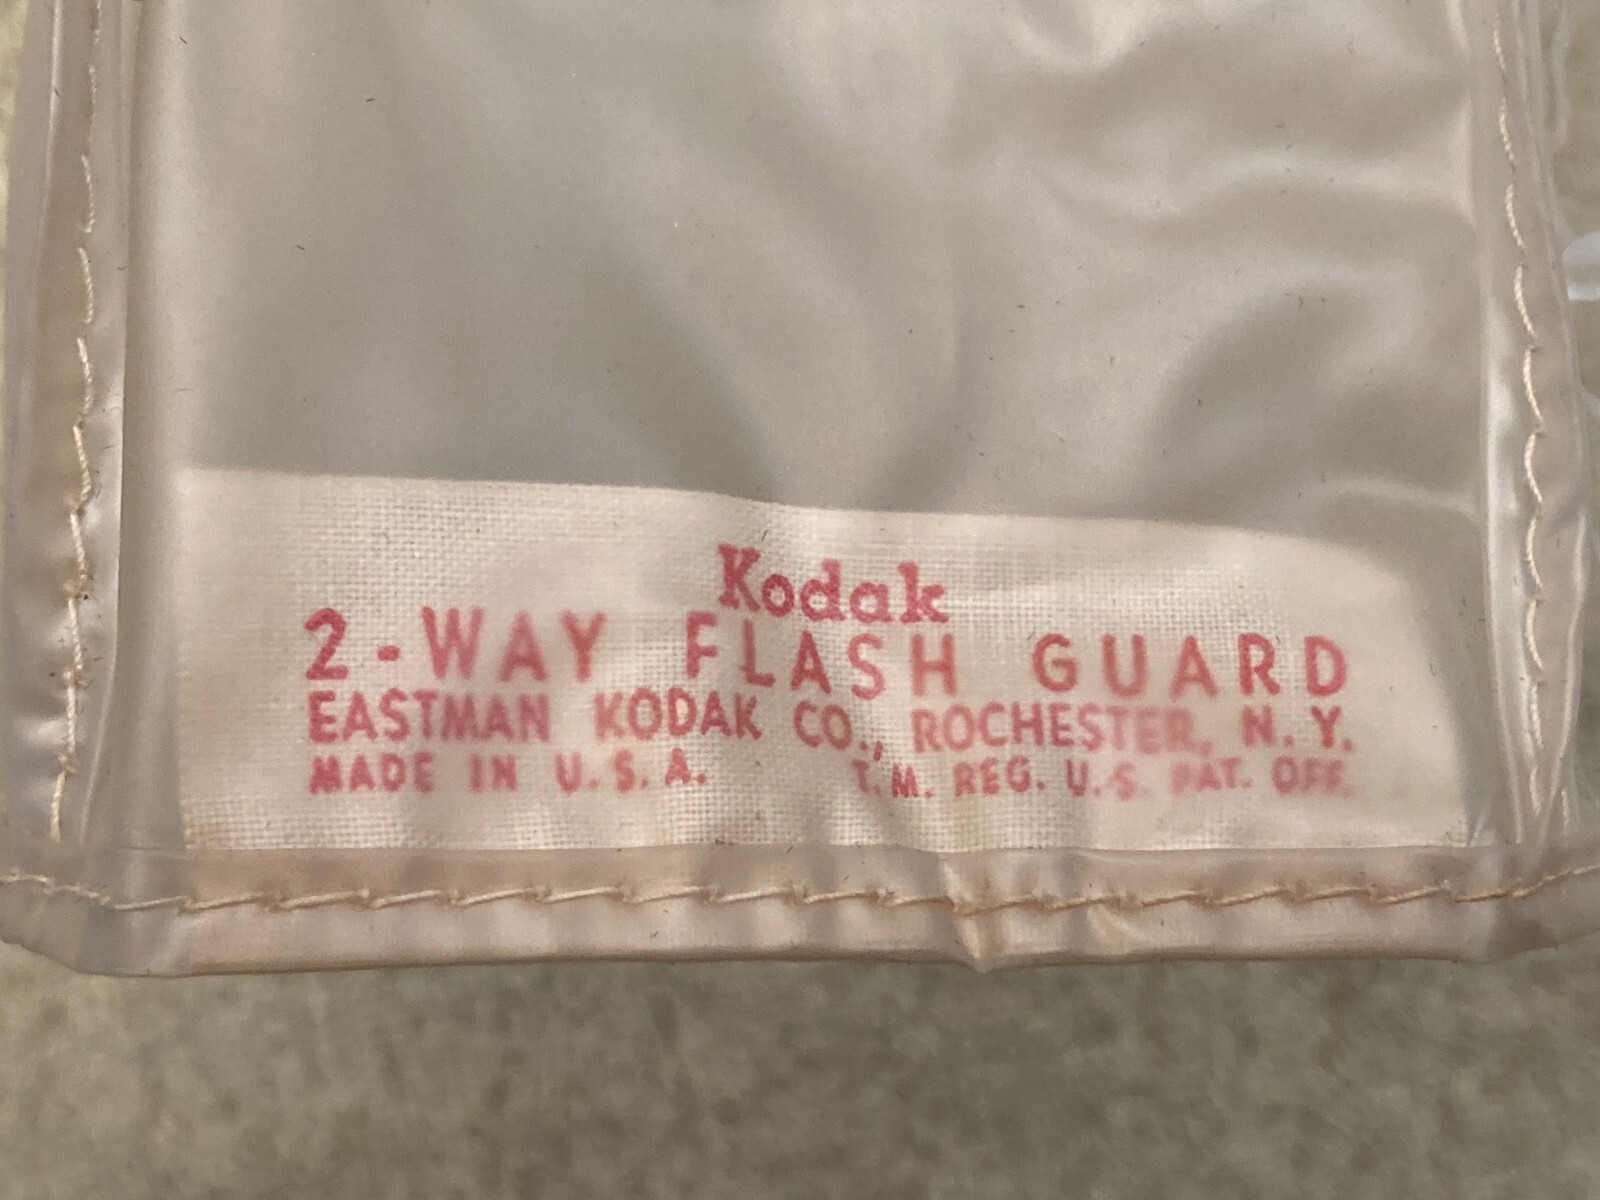 Kodak
2-WAY FLASH GUARD
EASTMAN KODAK CO., ROCHESTER, N.Y.
MADE IN U.S.A. T.M. REG. U.S. PAT. OFF.